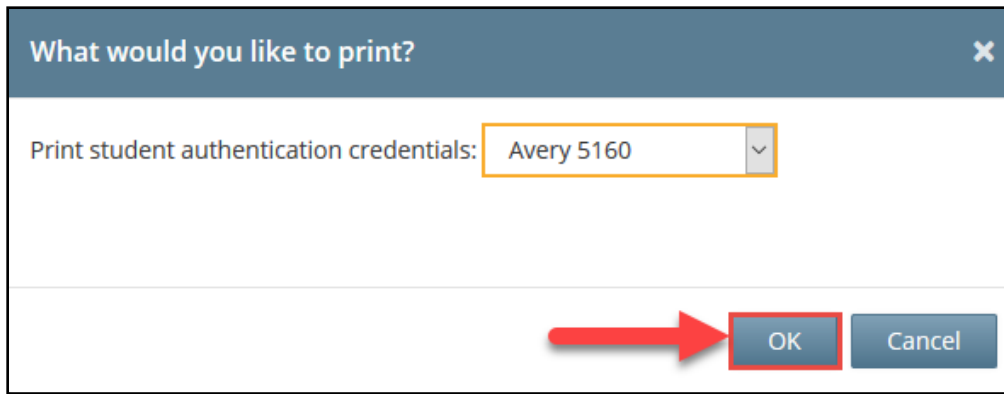 What would you like to print?
Print student authentication credentials: Avery 5160
OK Cancel